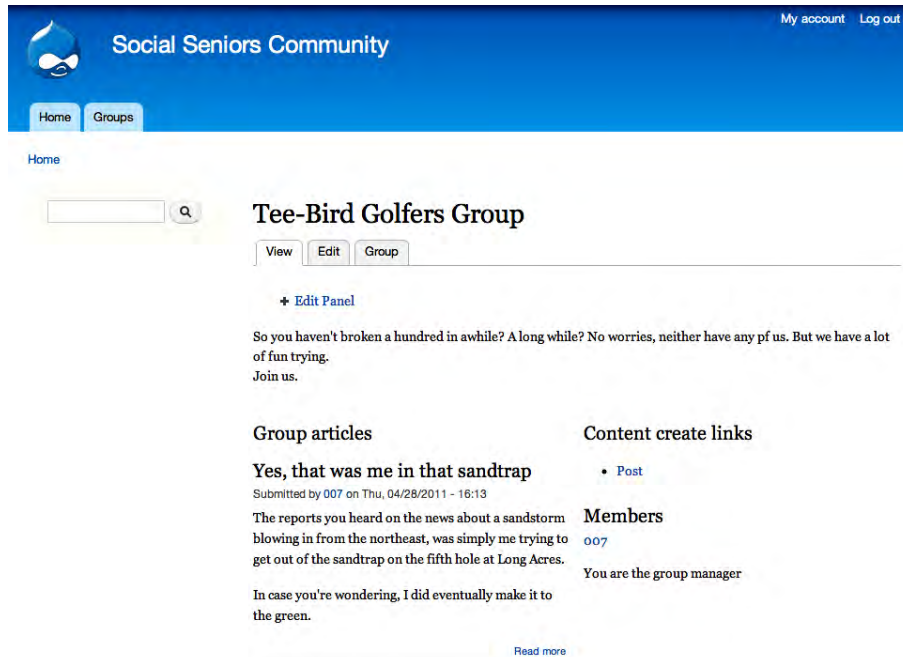 My account Log out
Social Seniors Community
Home Groups
Home
Tee-Bird Golfers Group
View Edit Group
Edit Panel
So you haven't broken a hundred in awhile? A long while? No worries, neither have any pf us. But we have a lot
of fun trying.
Join us.
Group articles
Yes, that was me in that sandtrap
Submitted by 007 on Thu, 04/28/2011 - 16:13
The reports you heard on the news about a sandstorm
blowing in from the northeast, was simply me trying to
get out of the sandtrap on the fifth hole at Long Acres.
In case you're wondering, I did eventually make it to
the green.
Read more
Content create links
Post
Members
007
You are the group manager